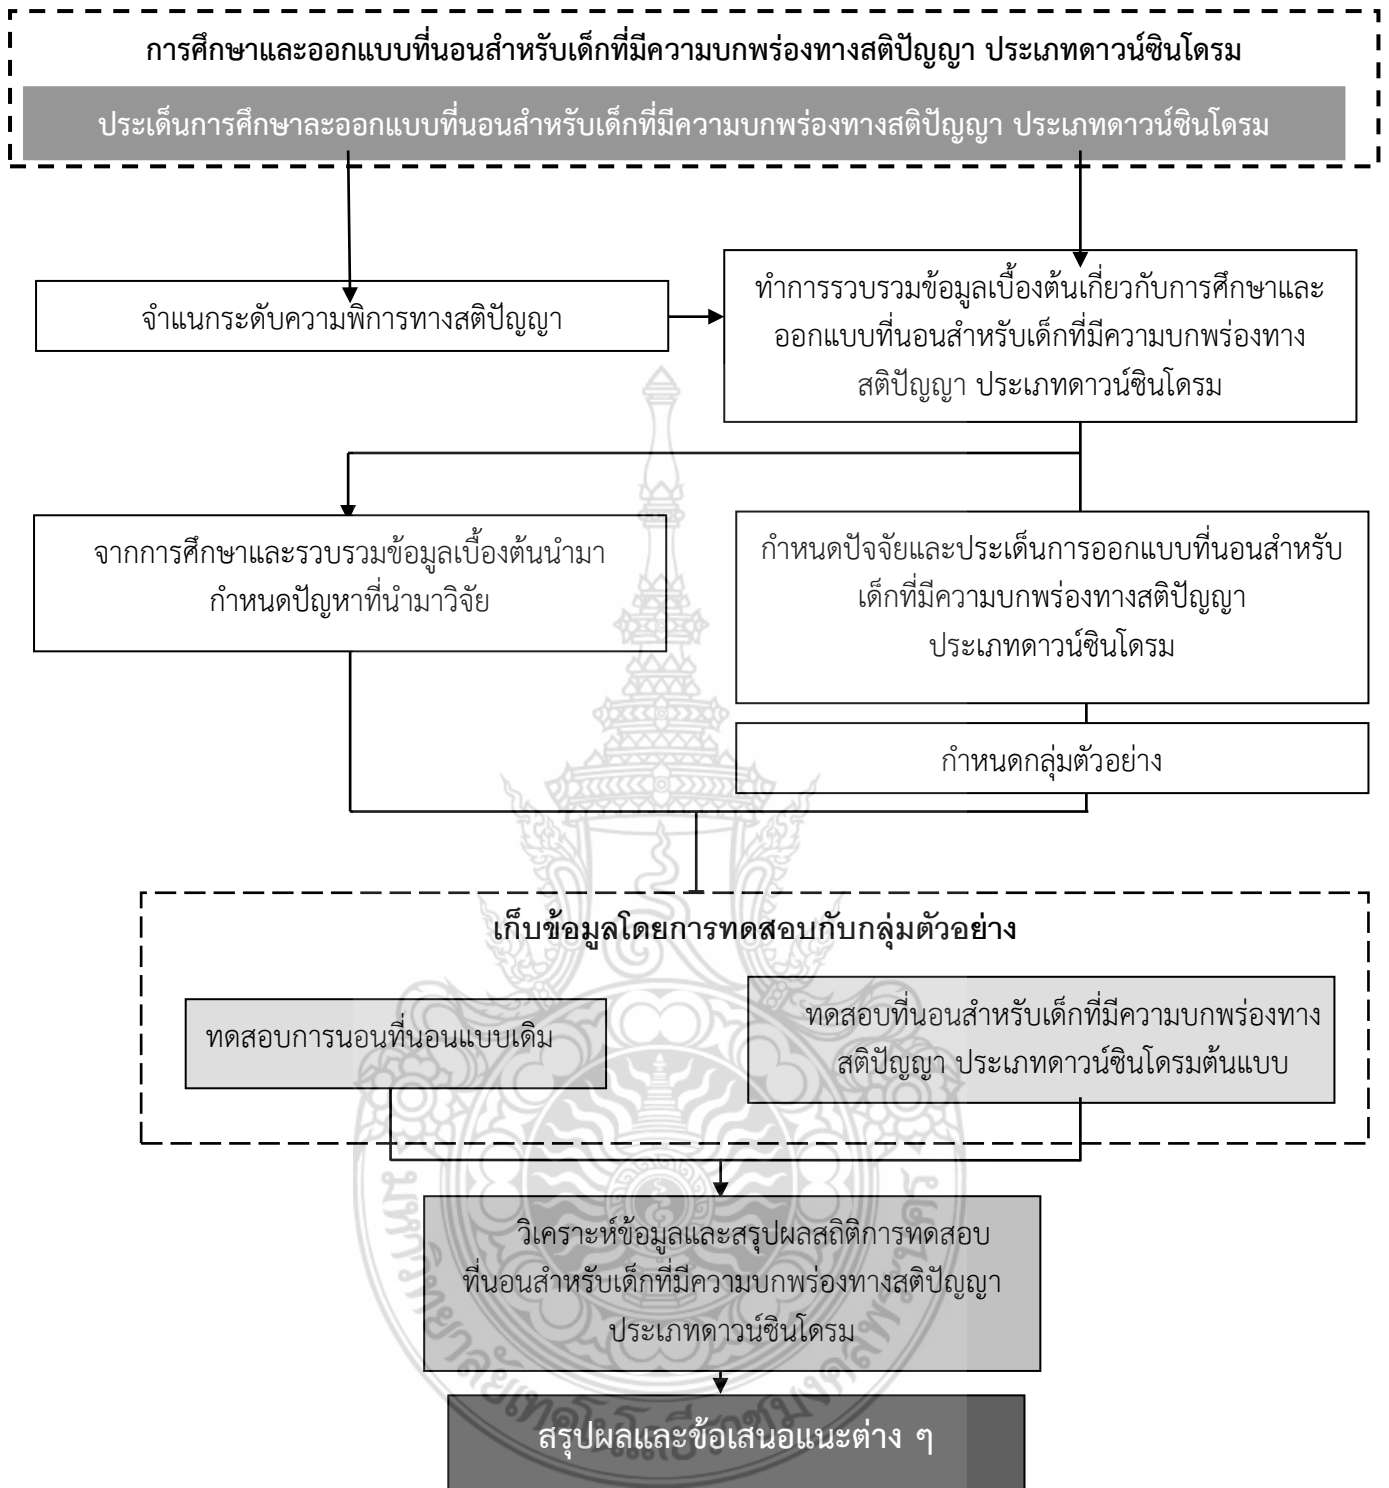 การศึกษาและออกแบบที่นอนสำหรับเด็กที่มีความบกพร่องทางสติปัญญา ประเภทดาวน์ซินโดรม
ประเด็นการศึกษาละออกแบบที่นอนสำหรับเด็กที่มีความบกพร่องทางสติปัญญา ประเภทดาวน์ซินโดรม
จำแนกระดับความพิการทางสติปัญญา
ทำการรวบรวมข้อมูลเบื้องต้นเกี่ยวกับการศึกษาและ
ออกแบบที่นอนสำหรับเด็กที่มีความบกพร่องทาง
สติปัญญา ประเภทดาวน์ซินโดรม
จากการศึกษาและรวบรวมข้อมูลเบื้องต้นนำมา
กำหนดปัญหาที่นำมาวิจัย
กำหนดปัจจัยและประเด็นการออกแบบที่นอนสำหรับ
เด็กที่มีความบกพร่องทางสติปัญญา
ประเภทดาวน์ซินโดรม
กำหนดกลุ่มตัวอย่าง
เก็บข้อมูลโดยการทดสอบกับกลุ่มตัวอย่าง
ทดสอบการนอนที่นอนแบบเดิม
ทดสอบที่นอนสำหรับเด็กที่มีความบกพร่องทาง
สติปัญญา ประเภทดาวน์ซินโดรมต้นแบบ
วิเคราะห์ข้อมูลและสรุปผลสถิติการทดสอบ
ที่นอนสำหรับเด็กที่มีความบกพร่องทางสติปัญญา
ประเภทดาวน์ซินโดรม
สรุปผลและข้อเสนอแนะต่าง ๆ
มหาวิทยาลัยเทคโนโลยีราชมงคลพระนคร